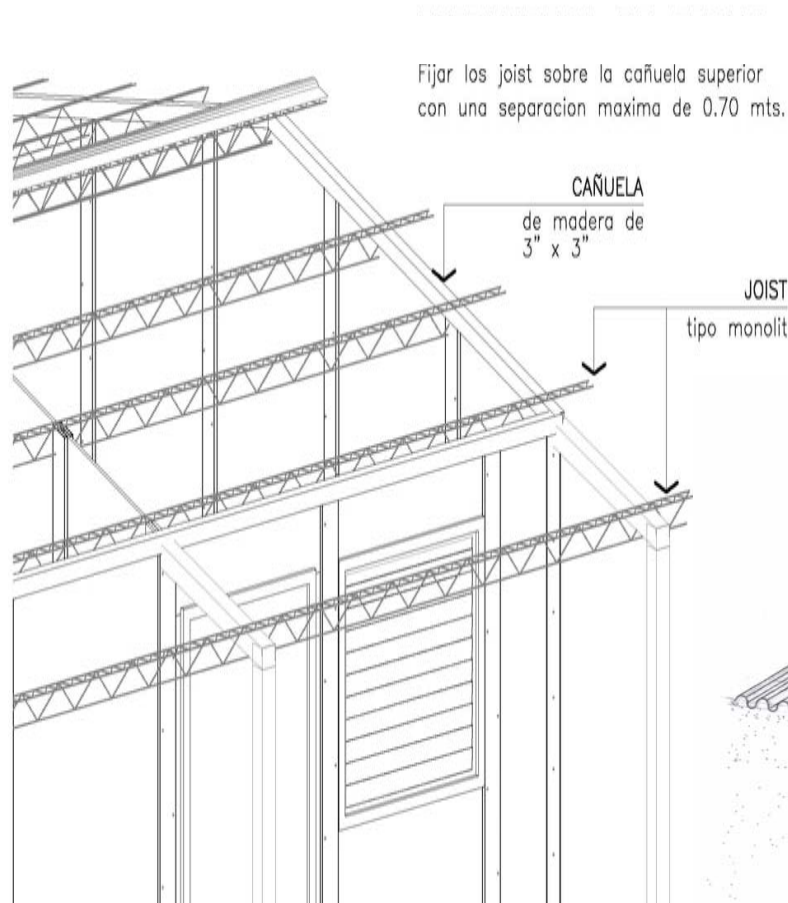 Fijar los joist sobre la cañuela superior
con una separacion maxima de 0.70 mts.
CAÑUELA
de madera de
3" x 3"
JOIST
tipo monolit